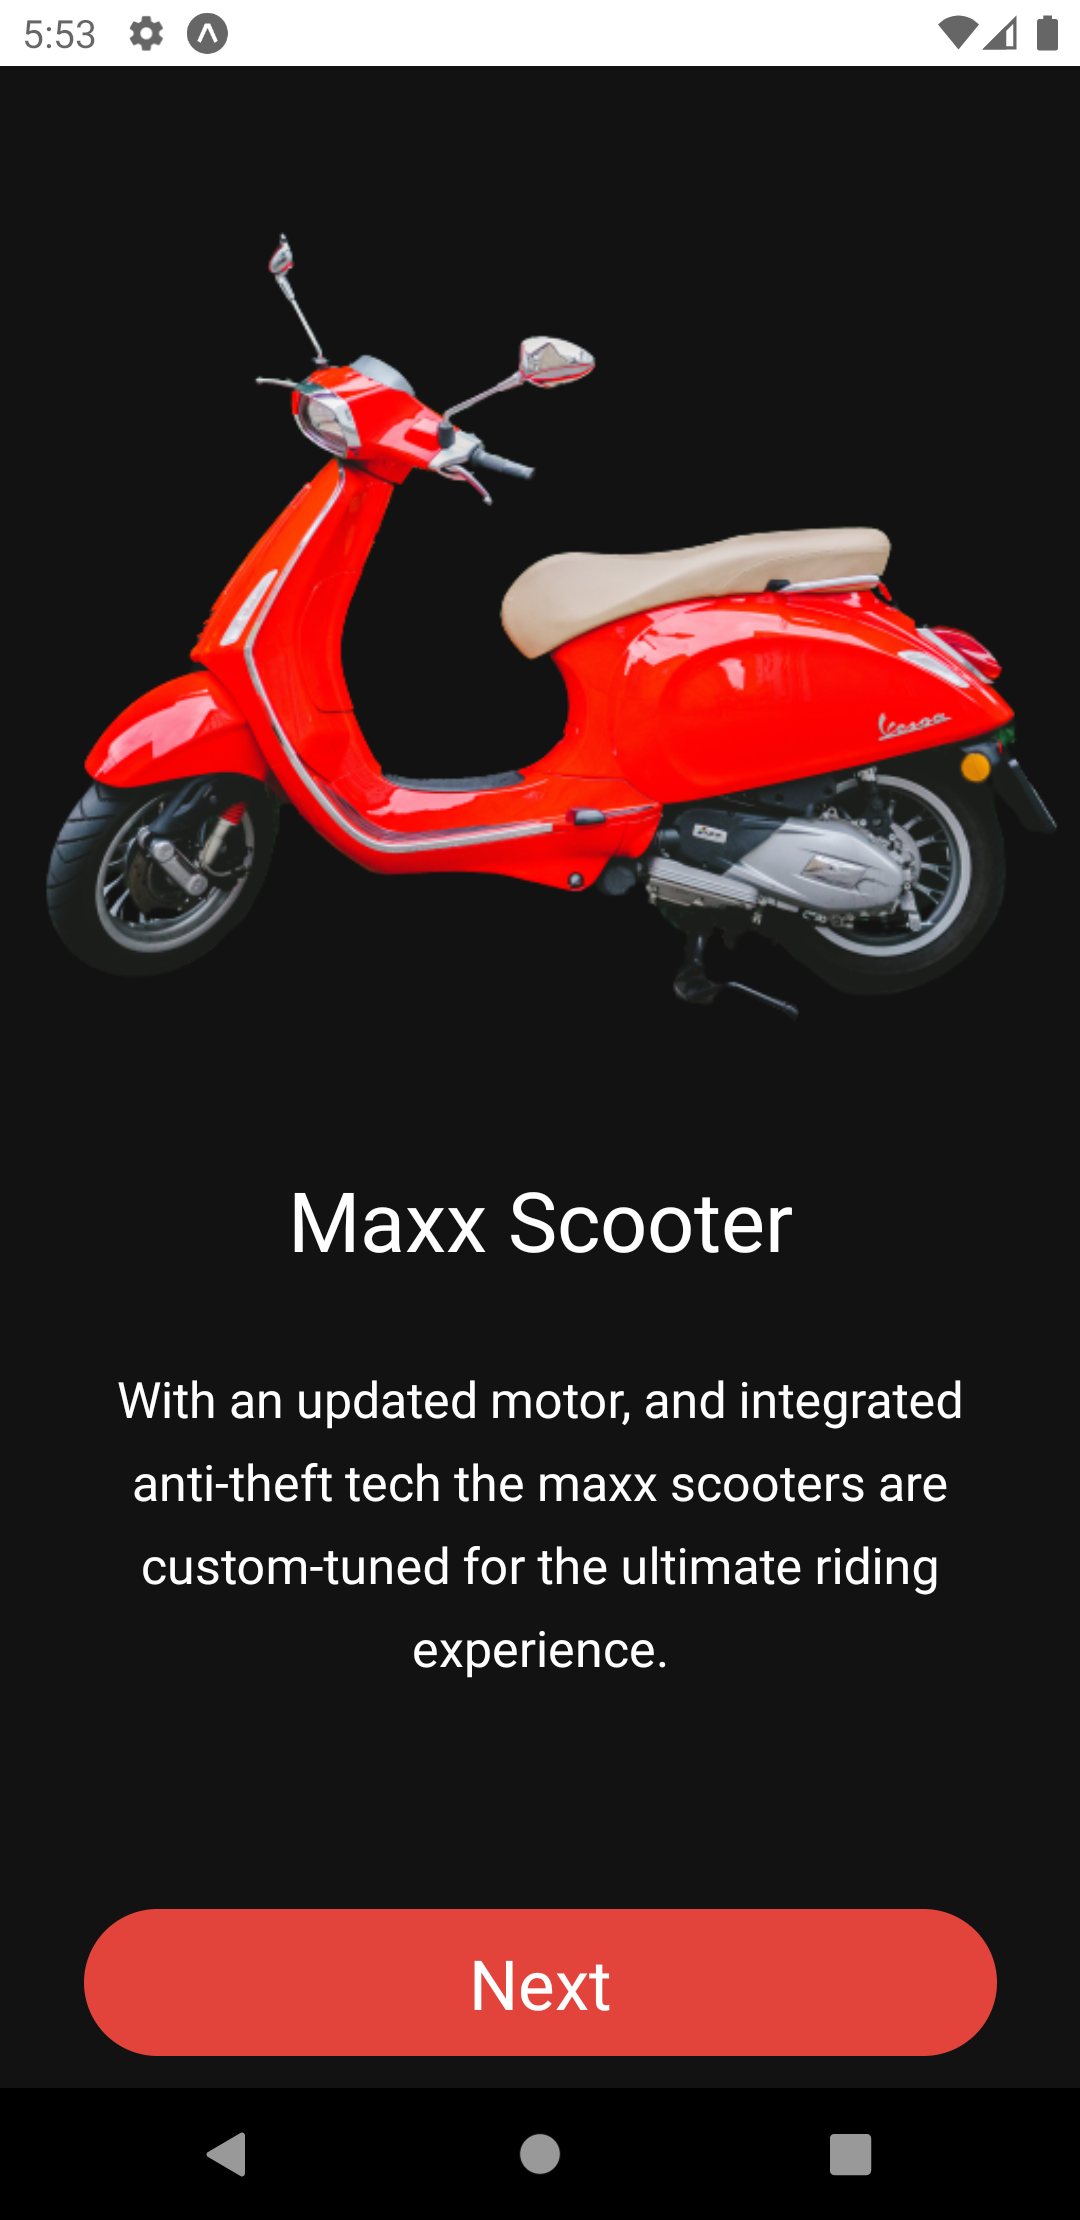 5:53
Vespa
Maxx Scooter
With an updated motor, and integrated
anti-theft tech the maxx scooters are
custom-tuned for the ultimate riding
experience.
Next